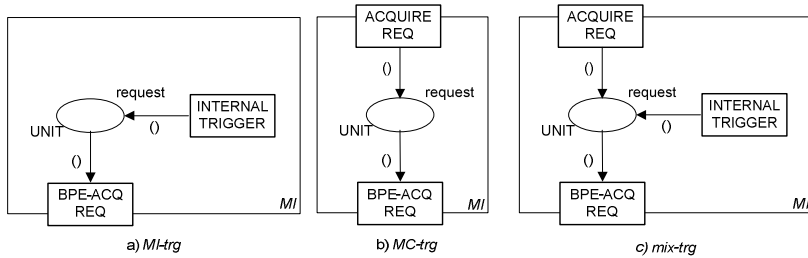 request
INTERNAL
TRIGGER
()
UNIT
()
BPE-ACQ
REQ
MI
a) MI-trg
ACQUIRE
REQ
()
request
UNIT
()
BPE-ACQ
REQ
MI
b) MC-trg
ACQUIRE
REQ
()
request
INTERNAL
TRIGGER
()
UNIT
()
BPE-ACQ
REQ
MI
c) mix-trg